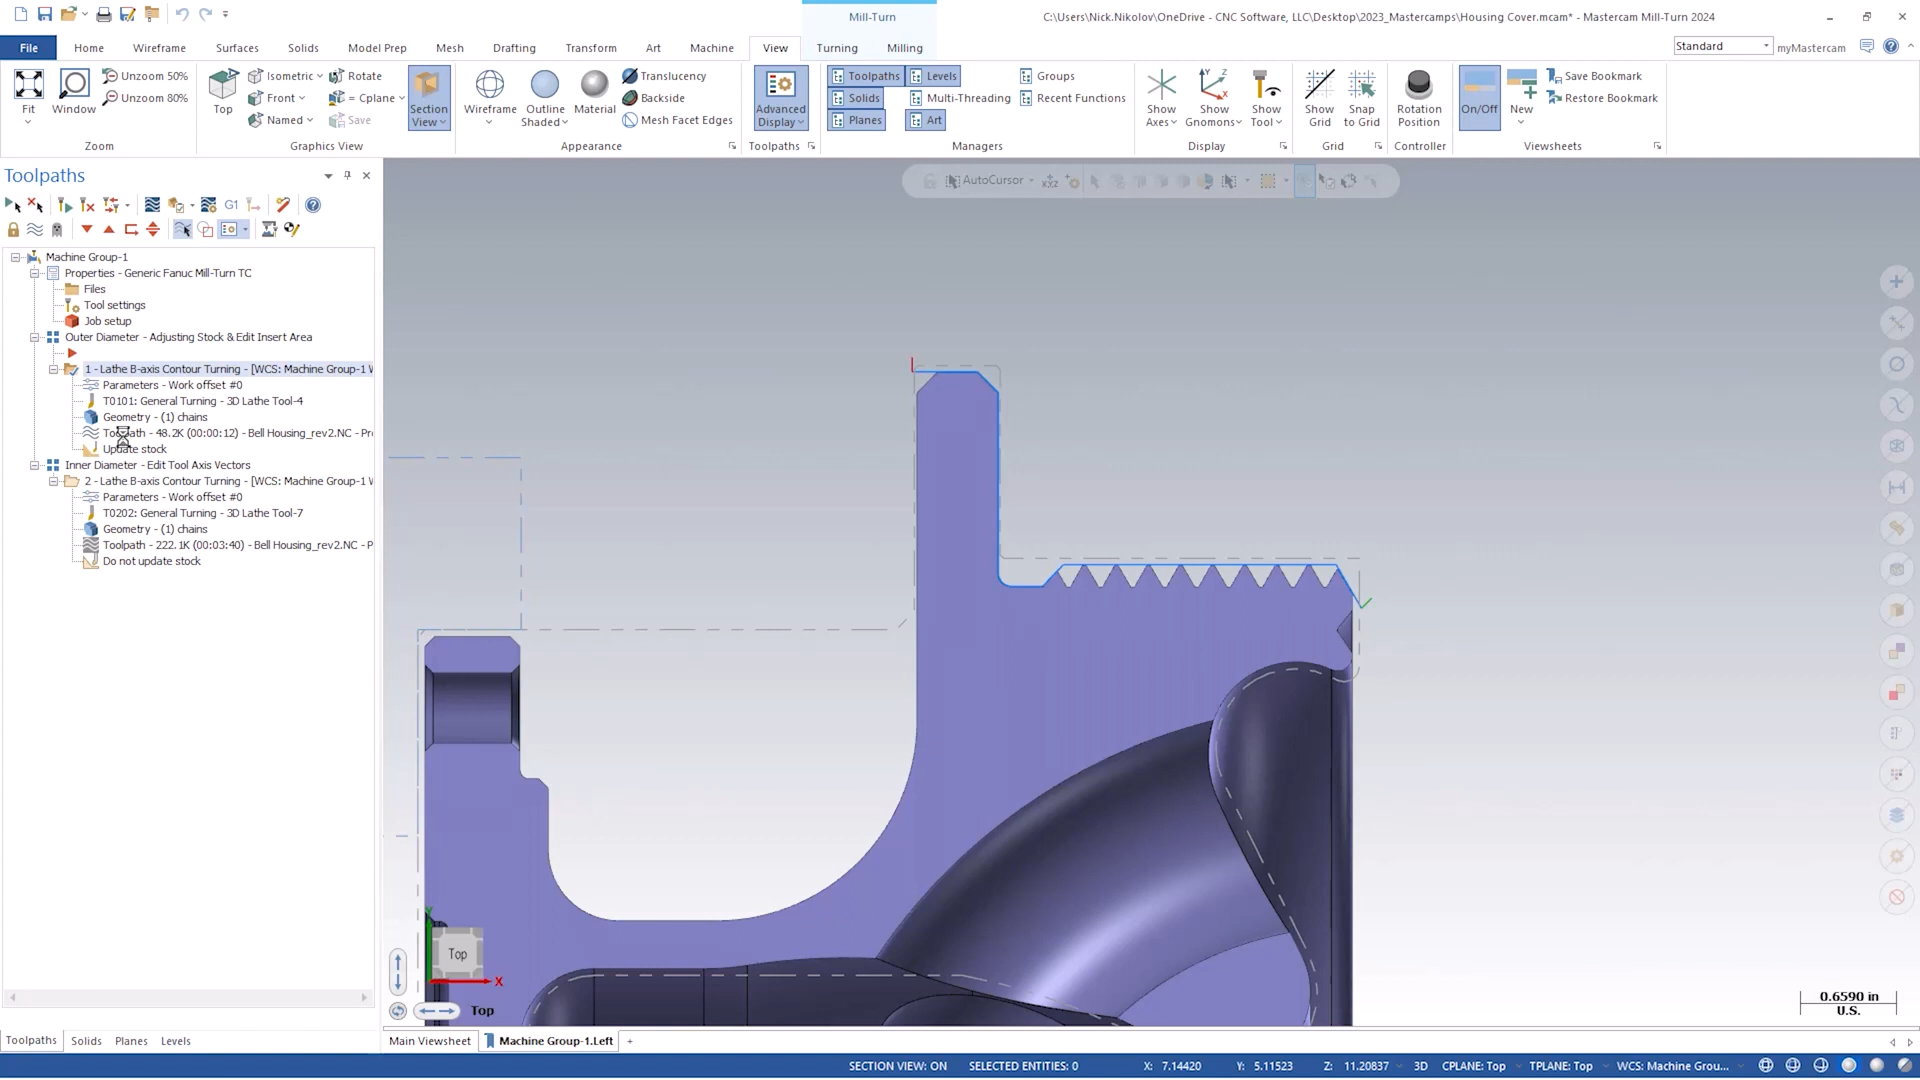 Mill-Turn
C:\Users\Nick.Nikolov\OneDrive - CNC Software, LLC\Desktop\2023_Mastercamps\Housing Cover.mcam* - Mastercam Mill-Turn 2024
File Home Wireframe Surfaces Solids Model Prep Mesh Drafting Transform Art Machine View Turning Milling
Standard
myMastercam
Fit
Window
Unzoom 50%
Unzoom 80%
Zoom
Top
Isometric
Front
Named
Rotate
= Cplane
Save
Section View
Graphics View
Wireframe
Outline Shaded
Material
Translucency
Backside
Mesh Facet Edges
Appearance
Advanced Display
Toolpaths
Toolpaths
Solids
Planes
Levels
Multi-Threading
Art
Groups
Recent Functions
Managers
Show Axes
Show Gnomons
Show Tool
Display
Show Grid
Snap to Grid
Grid
Rotation Position
Controller
On/Off
New
Save Bookmark
Restore Bookmark
Viewsheets
Toolpaths
G1
AutoCursor
XYZ
Machine Group-1
Properties - Generic Fanuc Mill-Turn TC
Files
Tool settings
Job setup
Outer Diameter - Adjusting Stock & Edit Insert Area
1 - Lathe B-axis Contour Turning - [WCS: Machine Group-1
Parameters - Work offset #0
T0101: General Turning - 3D Lathe Tool-4
Geometry - (1) chains
Toolpath - 48.2K (00:00:12) - Bell Housing_rev2.NC - Pr
Update stock
Inner Diameter - Edit Tool Axis Vectors
2 - Lathe B-axis Contour Turning - [WCS: Machine Group-1
Parameters - Work offset #0
T0202: General Turning - 3D Lathe Tool-7
Geometry - (1) chains
Toolpath - 222.1K (00:03:40) - Bell Housing_rev2.NC - P
Do not update stock
Y
Top
X
Top
0.6590 in
U.S.
Toolpaths Solids Planes Levels
Main Viewsheet Machine Group-1.Left +
SECTION VIEW: ON SELECTED ENTITIES: 0 X: 7.14420 Y: 5.11523 Z: 11.20837 3D CPLANE: Top TPLANE: Top WCS: Machine Grou...